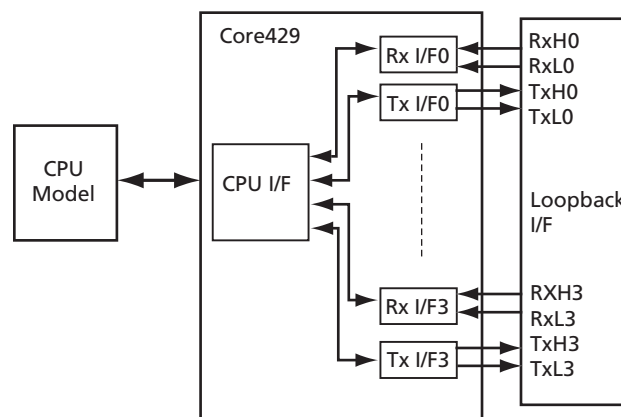 Core429
Rx I/F0
Tx I/F0
RxH0
RxL0
TxH0
TxL0
CPU
Model
CPU I/F
Loopback
I/F
Rx I/F3
Tx I/F3
RXH3
RxL3
TxH3
TxL3